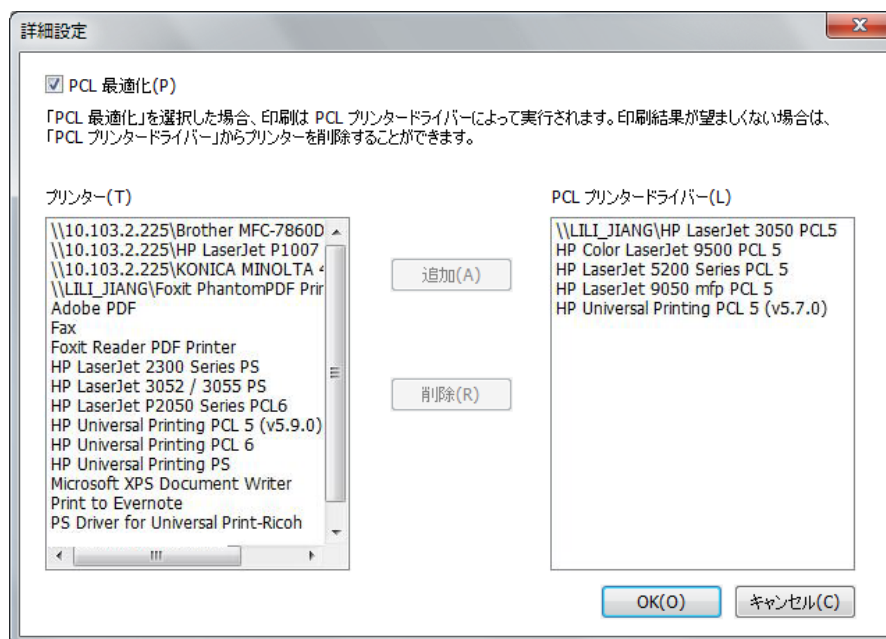 詳細設定
PCL 最適化(P)
「PCL 最適化」を選択した場合、印刷は PCL プリンタードライバーによって実行されます。印刷結果が望ましくない場合は、
「PCL プリンタードライバー」からプリンターを削除することができます。
プリンター(T)
\\10.103.2.225\Brother MFC-7860D
\\10.103.2.225\HP LaserJet P1007
\\10.103.2.225\KONICA MINOLTA 4
\\LILI_JIANG\Foxit PhantomPDF Prir
Adobe PDF
Fax
Foxit Reader PDF Printer
HP LaserJet 2300 Series PS
HP LaserJet 3052 / 3055 PS
HP LaserJet P2050 Series PCL6
HP Universal Printing PCL 5 (v5.9.0)
HP Universal Printing PCL 6
HP Universal Printing PS
Microsoft XPS Document Writer
Print to Evernote
PS Driver for Universal Print-Ricoh
追加(A)
削除(R)
PCL プリンタードライバー(L)
\\LILI_JIANG\HP LaserJet 3050 PCL5
HP Color LaserJet 9500 PCL 5
HP LaserJet 5200 Series PCL 5
HP LaserJet 9050 mfp PCL 5
HP Universal Printing PCL 5 (v5.7.0)
OK(O)
キャンセル(C)